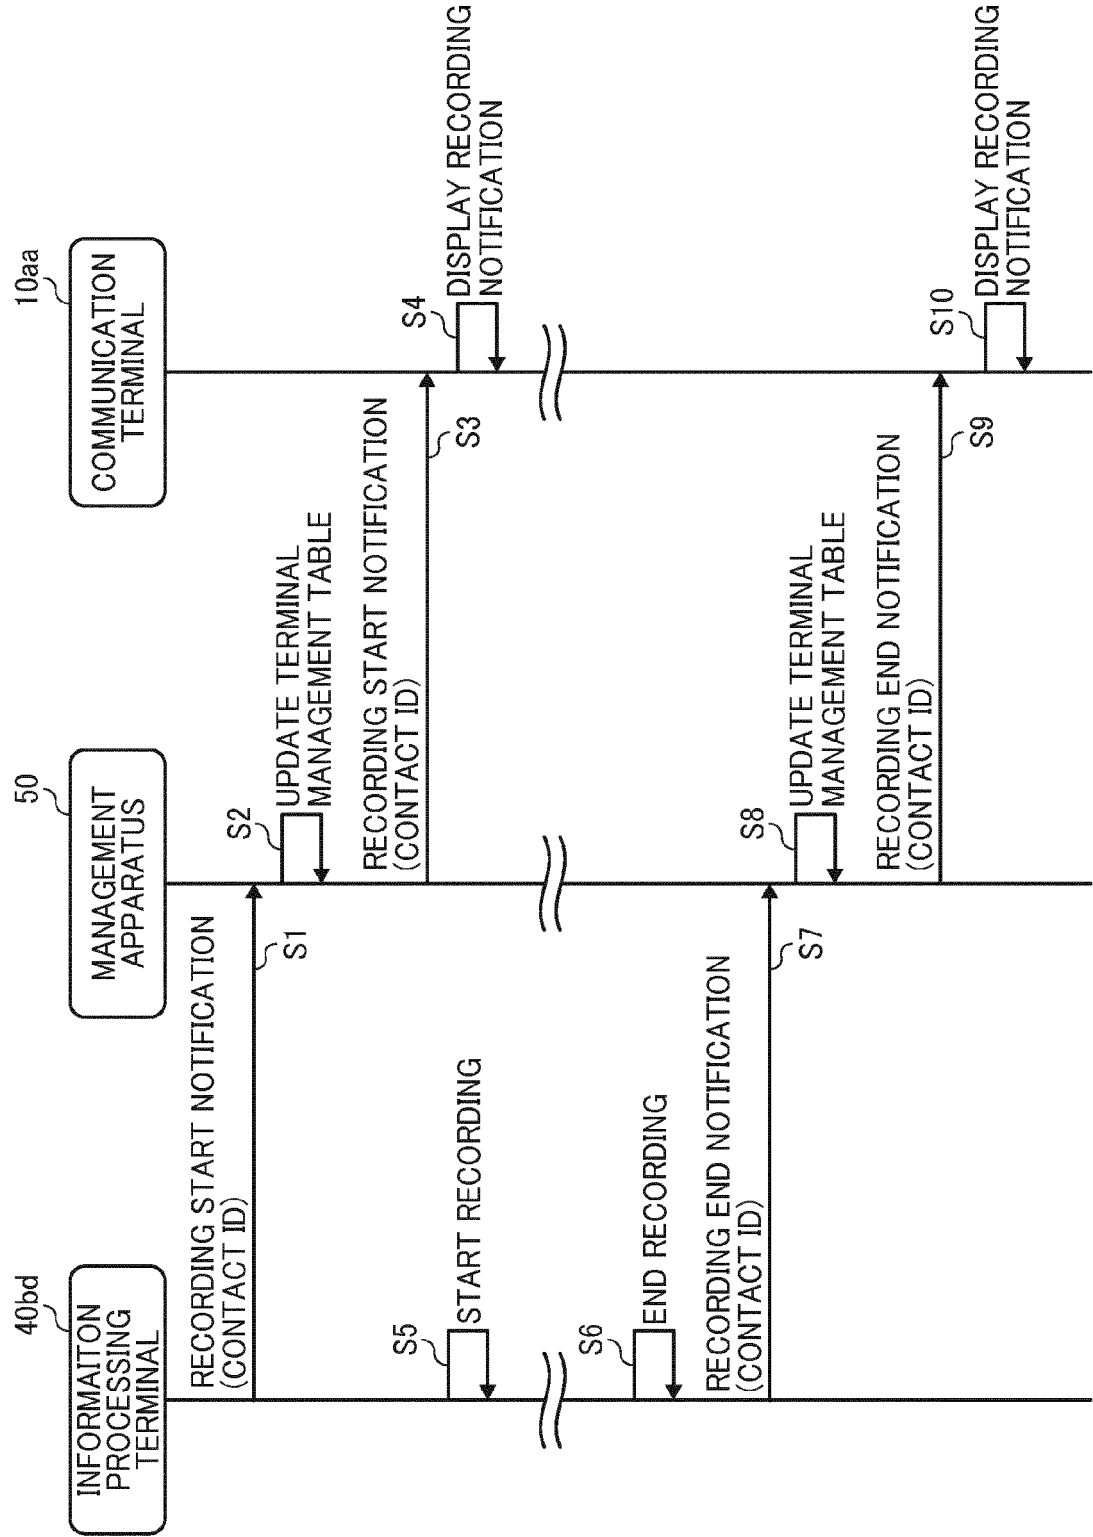 40bd
INFORMAITON
PROCESSING
TERMINAL
50
MANAGEMENT
APPARATUS
10aa
COMMUNICATION
TERMINAL
RECORDING START NOTIFICATION
(CONTACT ID)
S1
S2
UPDATE TERMINAL
MANAGEMENT TABLE
RECORDING START NOTIFICATION
(CONTACT ID)
S3
S4
DISPLAY RECORDING
NOTIFICATION
S5
START RECORDING
S6
END RECORDING
RECORDING END NOTIFICATION
(CONTACT ID)
S7
S8
UPDATE TERMINAL
MANAGEMENT TABLE
RECORDING END NOTIFICATION
(CONTACT ID)
S9
S10
DISPLAY RECORDING
NOTIFICATION